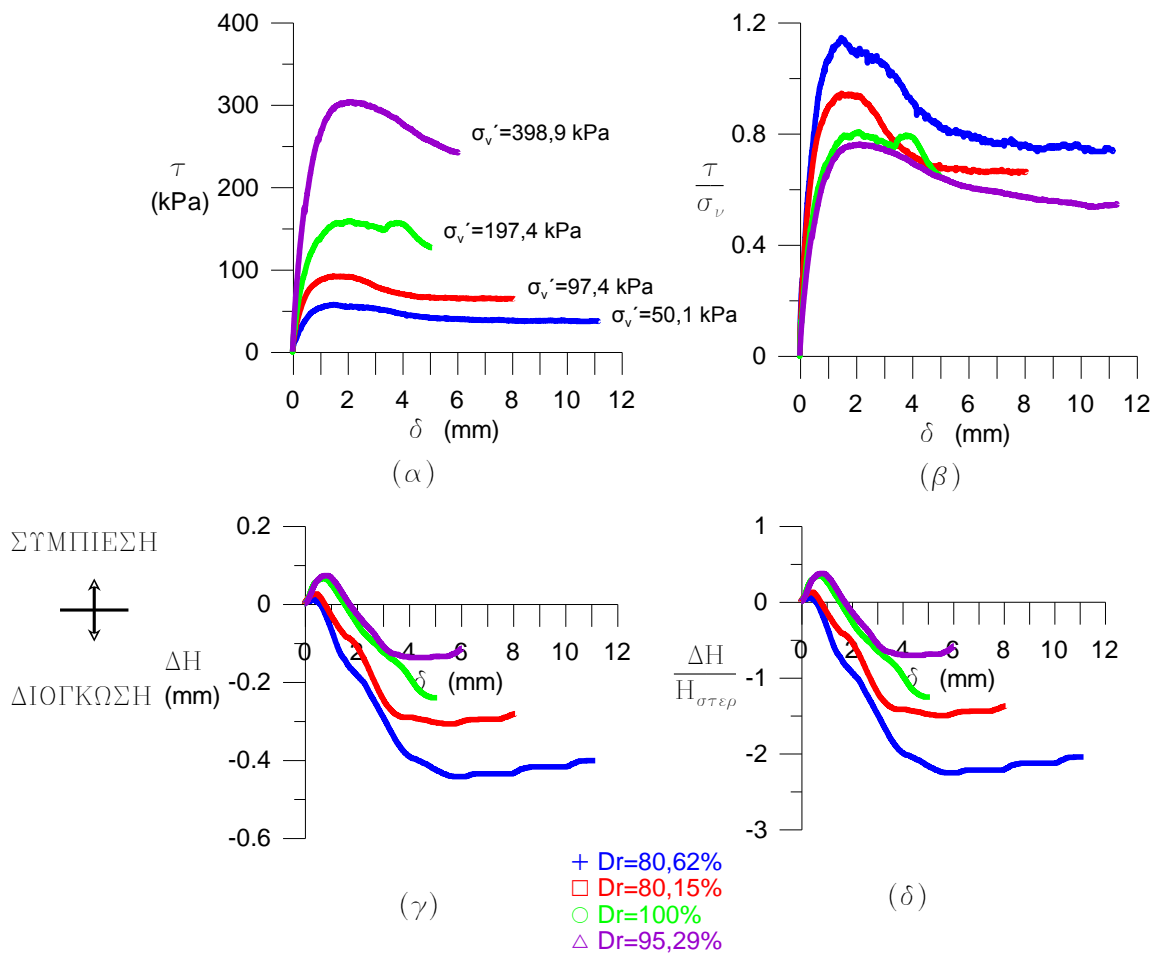 400
300
200
100
0
τ
(kPa)
σv´=398,9 kPa
σv´=197,4 kPa
σv´=97,4 kPa
σv´=50,1 kPa
0 2 4 6 8 10 12
δ (mm)
(α)
1.2
0.8
0.4
0
τ
σν
0 2 4 6 8 10 12
δ (mm)
(β)
ΣΥΜΠΙΕΣΗ
ΔΙΟΓΚΩΣΗ
0.2
0
-0.2
-0.4
-0.6
ΔΗ
(mm)
0 2 4 6 8 10 12
δ (mm)
(γ)
1
0
-1
-2
-3
ΔΗ
Ηστερ
0 2 4 6 8 10 12
δ (mm)
(δ)
Dr=80,62%
Dr=80,15%
Dr=100%
Dr=95,29%